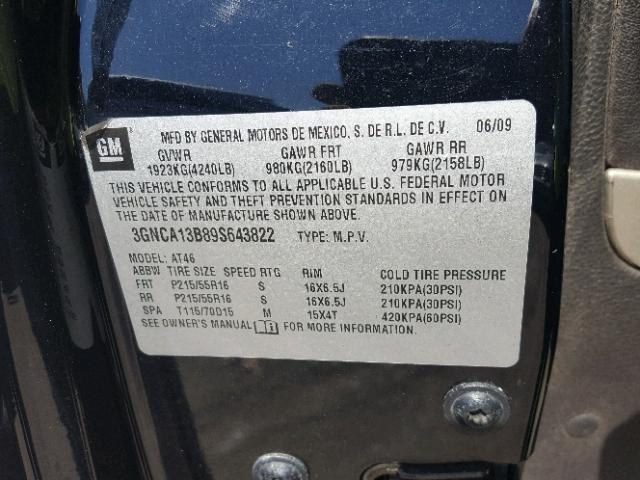 GM
MFD BY GENERAL MOTORS DE MEXICO, S. DE R.L. DE C.V. 06/09
GVWR GAWR FRT GAWR RR
1923KG(4240LB) 980KG(2160LB) 979KG(2158LB)
THIS VEHICLE CONFORMS TO ALL APPLICABLE U.S. FEDERAL MOTOR
VEHICLE SAFETY AND THEFT PREVENTION STANDARDS IN EFFECT ON
THE DATE OF MANUFACTURE SHOWN ABOVE.
3GNCA13B89S643822 TYPE: M.P.V.
MODEL: AT46
ABBW TIRE SIZE SPEED RTG RIM COLD TIRE PRESSURE
FRT P215/55R16 S 16X6.5J 210KPA(30PSI)
RR P215/55R16 S 16X6.5J 210KPA(30PSI)
SPA T115/70D15 M 15X4T 420KPA(60PSI)
SEE OWNER'S MANUAL FOR MORE INFORMATION.